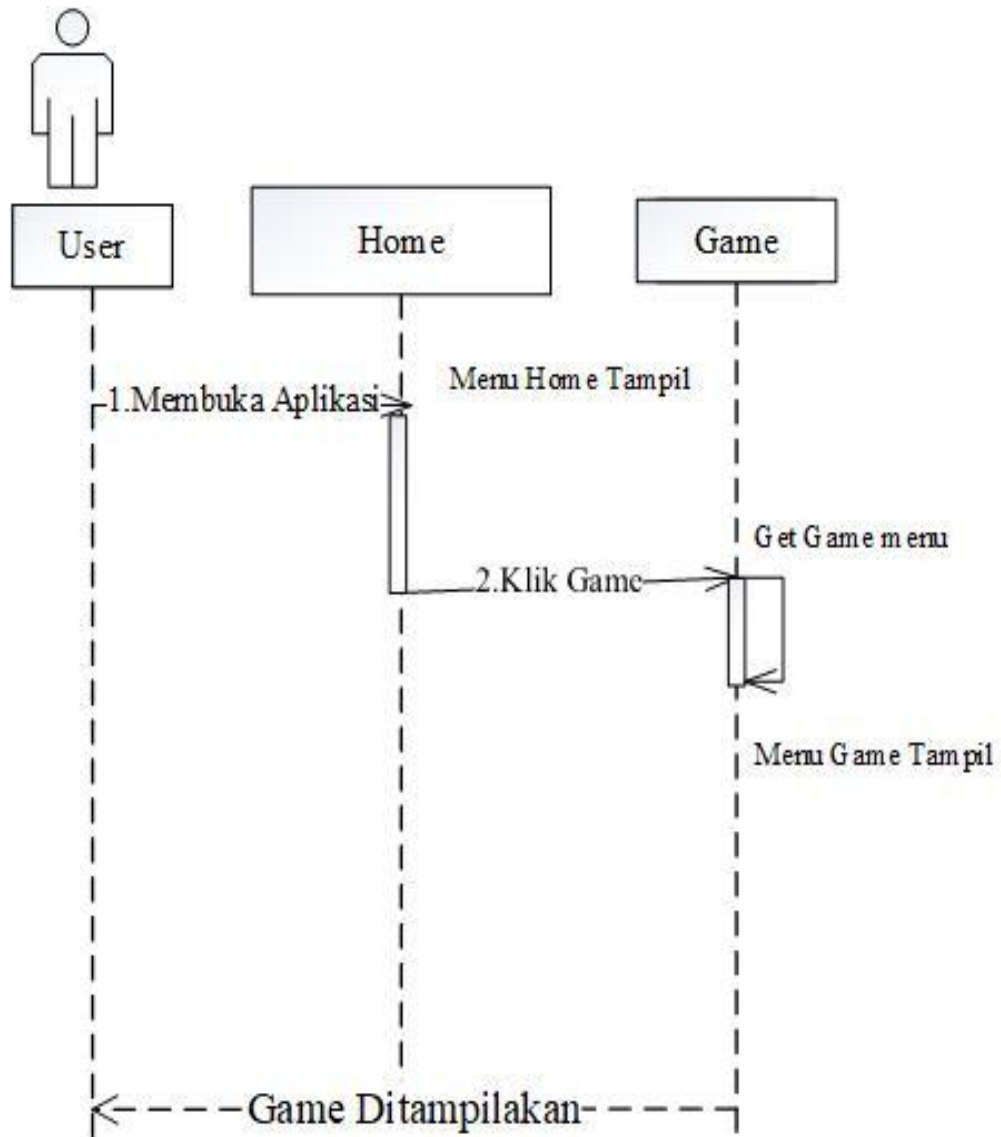 User
Home
Game
Menu Home Tampil
1.Membuka Aplikasi
Get Game menu
2.Klik Game
Menu Game Tampil
Game Ditampilakan